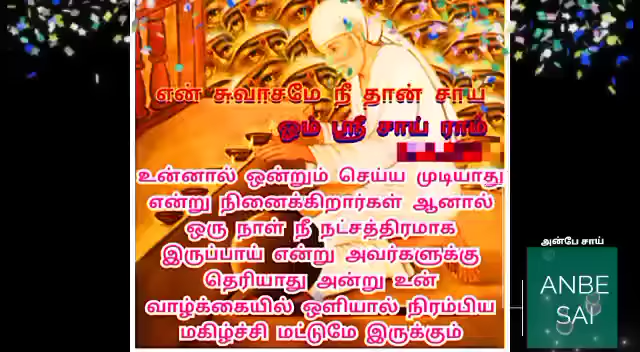 என் சுவாசமே நீ தான் சாய்
ஓம் ஸ்ரீ சாய் ராம்
உன்னால் ஒன்றும் செய்ய முடியாது
என்று நினைக்கிறார்கள் ஆனால்
ஒரு நாள் நீ நட்சத்திரமாக
இருப்பாய் என்று அவர்களுக்கு
தெரியாது அன்று உன்
வாழ்க்கையில் ஒளியால் நிரம்பிய
மகிழ்ச்சி மட்டுமே இருக்கும்
அன்பே சாய்
ANBE
SAI